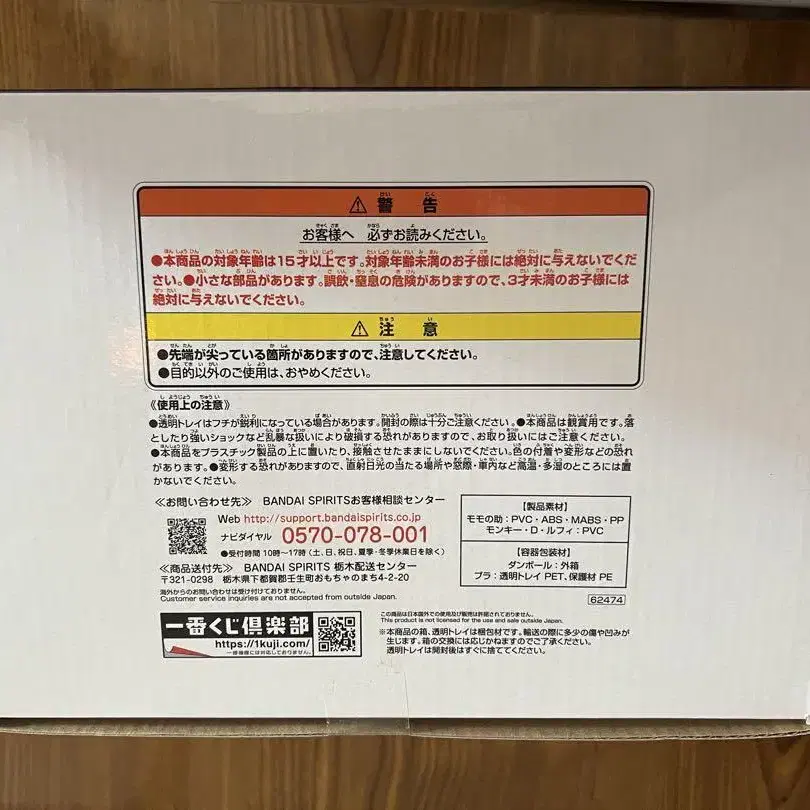 ⚠ 警告
お客様へ 必ずお読みください。
●本商品の対象年齢は15才以上です。対象年齢未満のお子様には絶対に与えないでくだ
さい。●小さな部品があります。誤飲・窒息の危険がありますので、3才未満のお子様には
絶対に与えないでください。
⚠ 注意
●先端が尖っている箇所がありますので、注意してください。
●目的以外のご使用は、おやめください。
《使用上の注意》
●透明トレイはフチが鋭利になっている場合があります。開封の際は十分ご注意ください。●本商品は観賞用です。落
としたり強いショックなど乱暴な扱いにより破損する恐れがありますので、お取り扱いにはご注意ください。
●本商品をプラスチック製品の上に置いたり、接触させたままにしないでください。色の付着や変形などの恐れ
があります。●変形する恐れがありますので、直射日光の当たる場所や窓際・車内など高温・多湿のところには置
かないでください。
≪お問い合わせ先≫ BANDAI SPIRITSお客様相談センター
Web http://support.bandaispirits.co.jp
ナビダイヤル 0570-078-001
●受付時間 10時～17時(土、日、祝日、夏季・冬季休業日を除く)
≪商品送付先≫ BANDAI SPIRITS 栃木配送センター
〒321-0298 栃木県下都賀郡壬生町おもちゃのまち4-2-20
海外からのお問い合わせは受け付けておりません。
Customer service inquiries are not accepted from outside Japan.
【製品素材】
モモの助：PVC・ABS・MABS・PP
モンキー・D・ルフィ：PVC
【容器包装材】
ダンボール：外箱
プラ：透明トレイ PET、保護材 PE
62474
一番くじ倶楽部
https://1kuji.com/
一部機種には対応しておりません。
この商品は日本国外での使用及び販売は許諾されておりません。
This product is not licensed for the use and sale outside Japan.
※本商品の箱、透明トレイは梱包材です。輸送の際に多少の傷や凹みが
生じます。箱の交換には応じかねますのでご了承ください。
透明トレイは開封後はすぐに捨ててください。